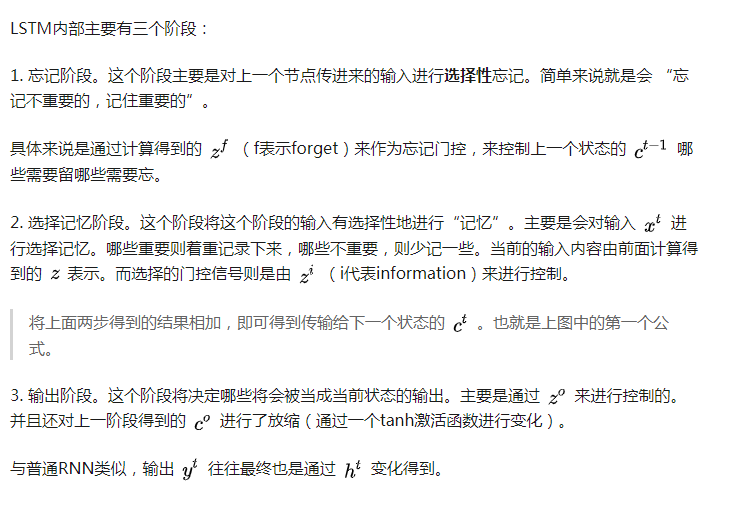 LSTM内部主要有三个阶段：
1. 忘记阶段。这个阶段主要是对上一个节点传进来的输入进行选择性忘记。简单来说就是会 “忘
记不重要的，记住重要的”。
具体来说是通过计算得到的 z^f （f表示forget）来作为忘记门控，来控制上一个状态的 c^{t-1} 哪
些需要留哪些需要忘。
2. 选择记忆阶段。这个阶段将这个阶段的输入有选择性地进行“记忆”。主要是会对输入 x^t 进
行选择记忆。哪些重要则着重记录下来，哪些不重要，则少记一些。当前的输入内容由前面计算得
到的 z 表示。而选择的门控信号则是由 z^i （i代表information）来进行控制。
将上面两步得到的结果相加，即可得到传输给下一个状态的 c^t 。也就是上图中的第一个公
式。
3. 输出阶段。这个阶段将决定哪些将会被当成当前状态的输出。主要是通过 z^o 来进行控制的。
并且还对上一阶段得到的 c^o 进行了放缩（通过一个tanh激活函数进行变化）。
与普通RNN类似，输出 y^t 往往最终也是通过 h^t 变化得到。